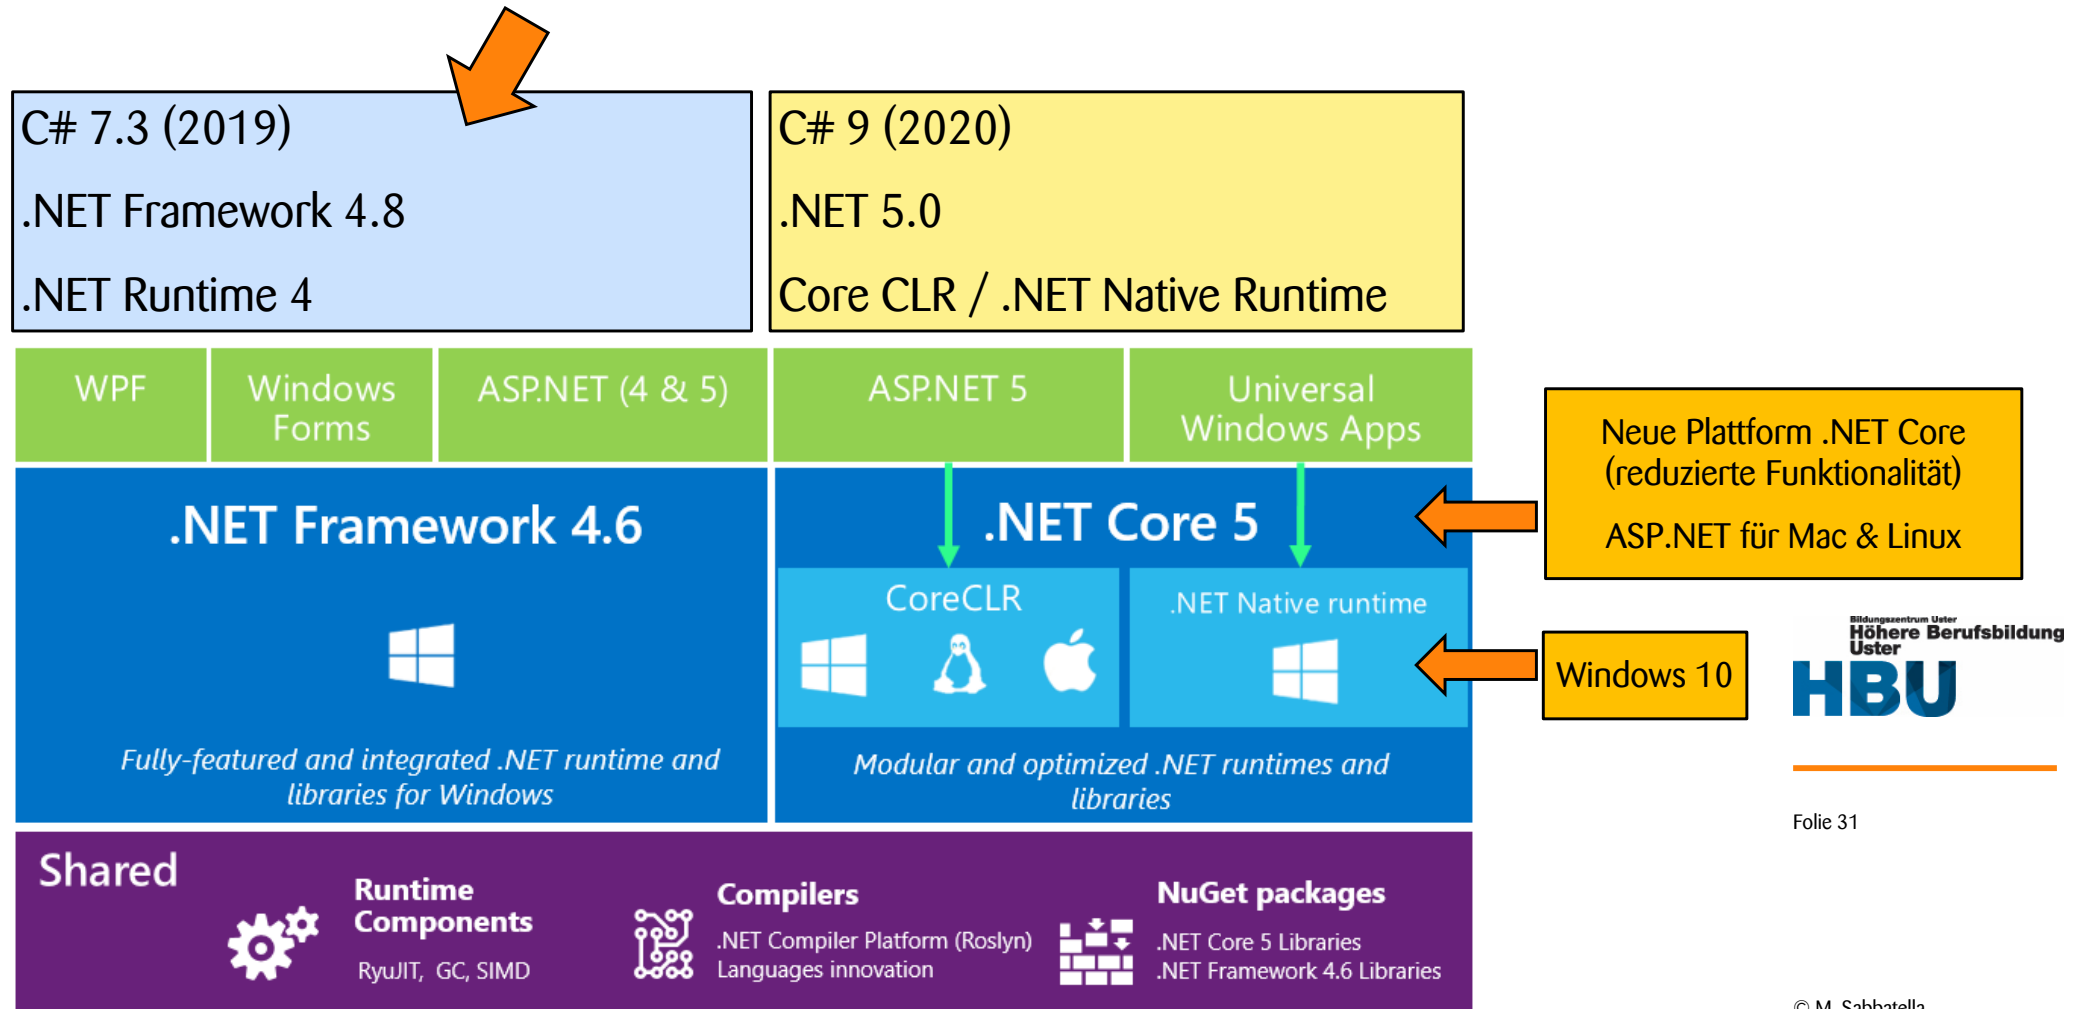 C# 7.3 (2019)
.NET Framework 4.8
.NET Runtime 4
C# 9 (2020)
.NET 5.0
Core CLR / .NET Native Runtime
WPF
Windows
Forms
ASP.NET (4 & 5)
ASP.NET 5
Universal
Windows Apps
.NET Framework 4.6
Fully-featured and integrated .NET runtime and
libraries for Windows
.NET Core 5
CoreCLR
.NET Native runtime
Modular and optimized .NET runtimes and
libraries
Neue Plattform .NET Core
(reduzierte Funktionalität)
ASP.NET für Mac & Linux
Windows 10
Shared
Runtime
Components
RyuJIT, GC, SIMD
Compilers
.NET Compiler Platform (Roslyn)
Languages innovation
NuGet packages
.NET Core 5 Libraries
.NET Framework 4.6 Libraries
Bildungszentrum Uster
Höhere Berufsbildung
Uster
HBU
Folie 31
© M. Sabbatella